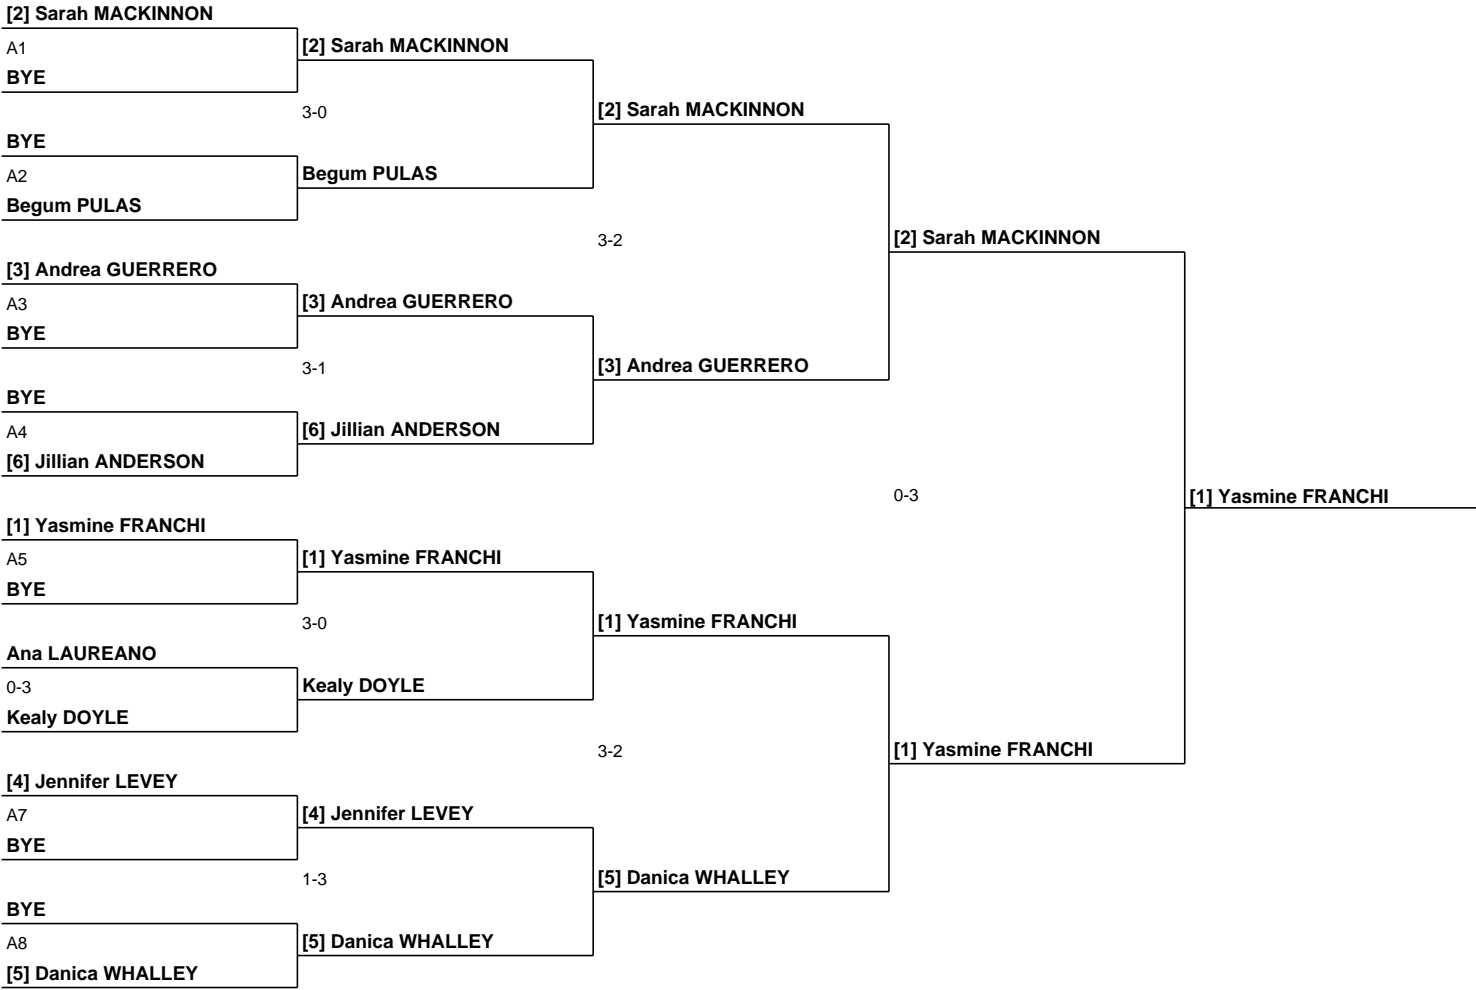 [2] Sarah MACKINNON
A1
BYE
BYE
A2
Begum PULAS
[3] Andrea GUERRERO
A3
BYE
BYE
A4
[6] Jillian ANDERSON
[1] Yasmine FRANCHI
A5
BYE
Ana LAUREANO
0-3
Kealy DOYLE
[4] Jennifer LEVEY
A7
BYE
BYE
A8
[5] Danica WHALLEY
[2] Sarah MACKINNON
3-0
Begum PULAS
[3] Andrea GUERRERO
3-1
[6] Jillian ANDERSON
[1] Yasmine FRANCHI
3-0
Kealy DOYLE
[4] Jennifer LEVEY
1-3
[5] Danica WHALLEY
[2] Sarah MACKINNON
3-2
[3] Andrea GUERRERO
[1] Yasmine FRANCHI
3-2
[5] Danica WHALLEY
[2] Sarah MACKINNON
0-3
[1] Yasmine FRANCHI
[1] Yasmine FRANCHI